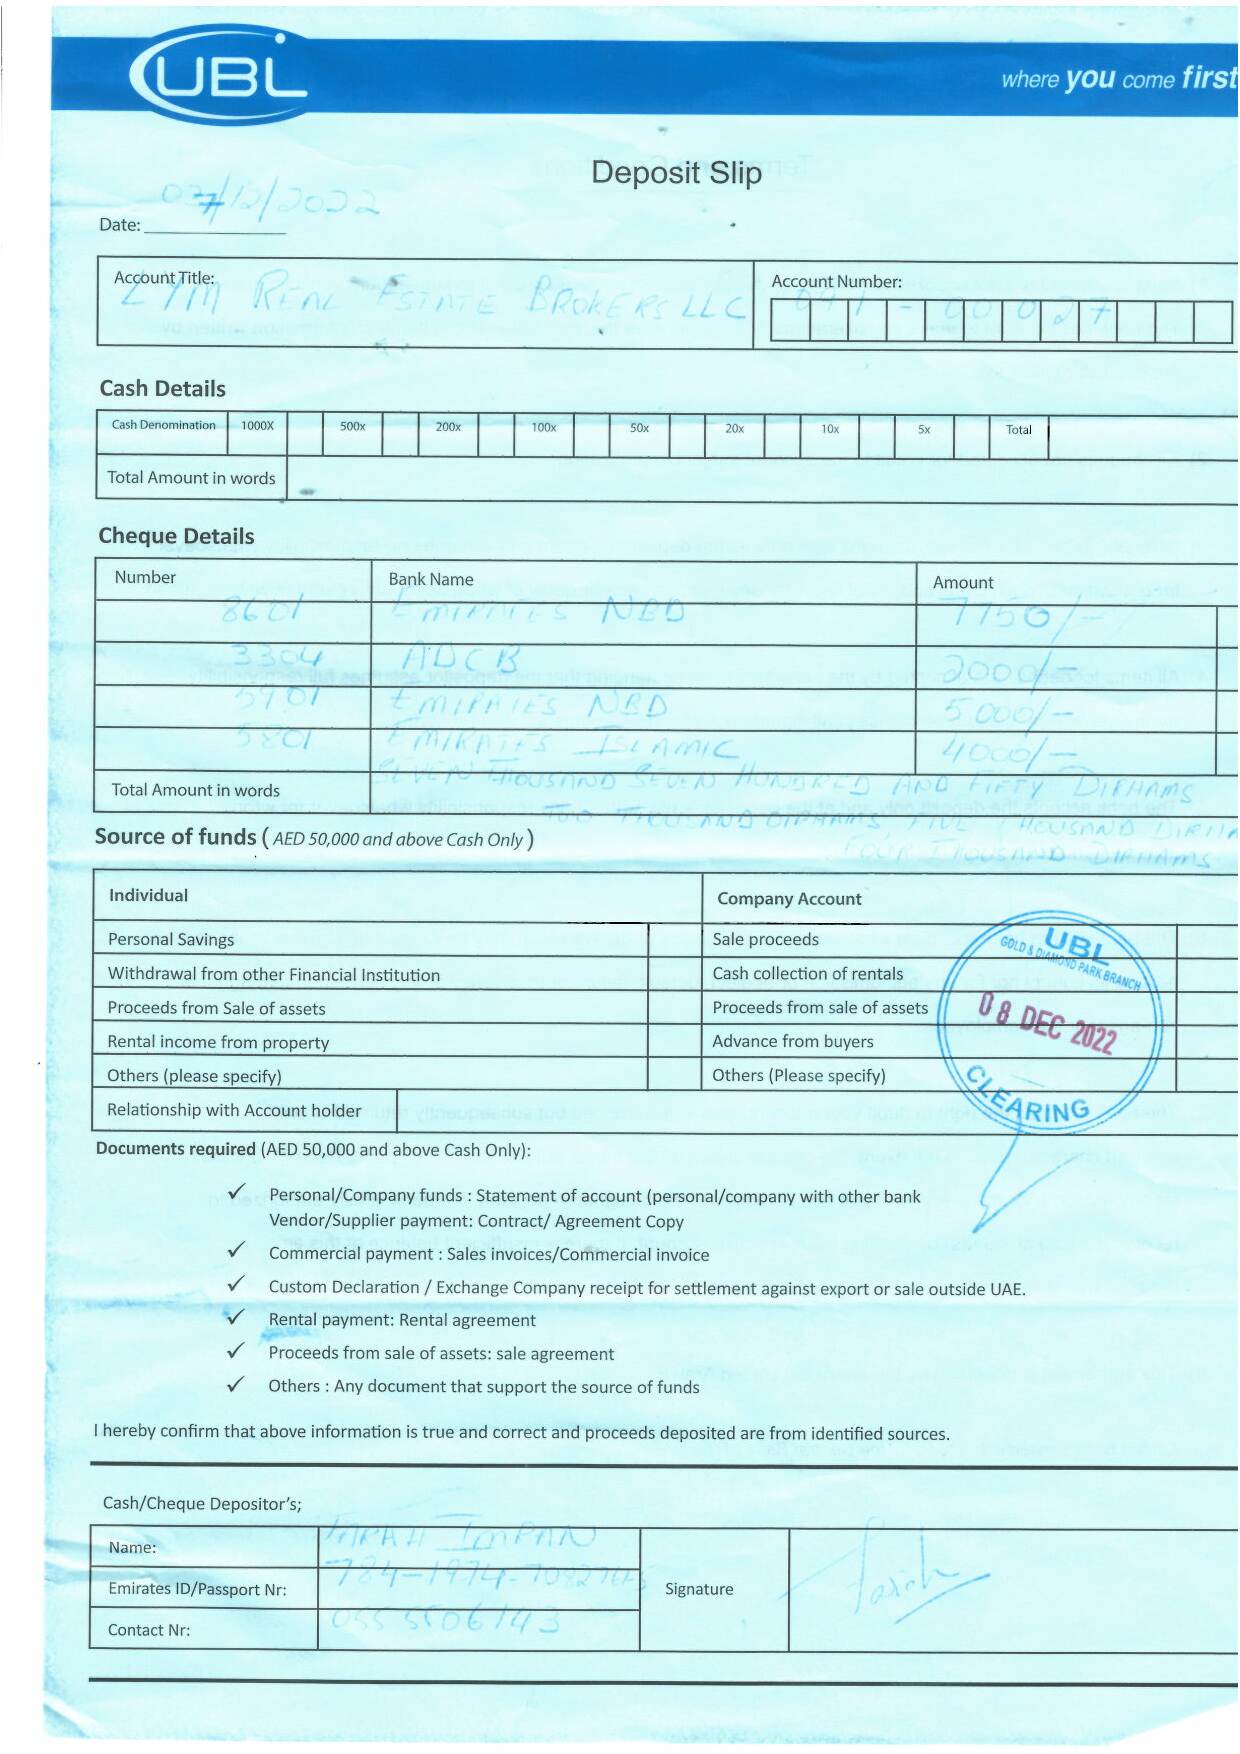 UBL
where you come first
Deposit Slip
Date: 07/12/2022
Account Title: Account Number:
LYM REAL ESTATE BROKERS LLC 041-00027
Cash Details
Cash Denomination 1000X 500x 200x 100x 50x 20x 10x 5x Total
Total Amount in words
Cheque Details
Number Bank Name Amount
8601 EMIRATES NBD 7750/-
3304 ADCB 2000/-
5901 EMIRATES NBD 5000/-
5801 EMIRATES ISLAMIC 4000/-
Total Amount in words SEVEN THOUSAND SEVEN HUNDRED AND FIFTY DIRHAMS
TWO THOUSAND DIRHAMS, FIVE THOUSAND
FOUR THOUSAND DIRHAMS
Source of funds ( AED 50,000 and above Cash Only )
Individual Company Account
Personal Savings Sale proceeds
Withdrawal from other Financial Institution Cash collection of rentals
Proceeds from Sale of assets Proceeds from sale of assets
Rental income from property Advance from buyers
Others (please specify) Others (Please specify)
Relationship with Account holder
UBL
GOLD & DIAMOND PARK BRANCH
08 DEC 2022
CLEARING
Documents required (AED 50,000 and above Cash Only):
✓ Personal/Company funds : Statement of account (personal/company with other bank
Vendor/Supplier payment: Contract/ Agreement Copy
✓ Commercial payment : Sales invoices/Commercial invoice
✓ Custom Declaration / Exchange Company receipt for settlement against export or sale outside UAE.
✓ Rental payment: Rental agreement
✓ Proceeds from sale of assets: sale agreement
✓ Others : Any document that support the source of funds
I hereby confirm that above information is true and correct and proceeds deposited are from identified sources.
Cash/Cheque Depositor's;
Name: FARAH IMRAN
Emirates ID/Passport Nr: Signature
Contact Nr: 055 5506143